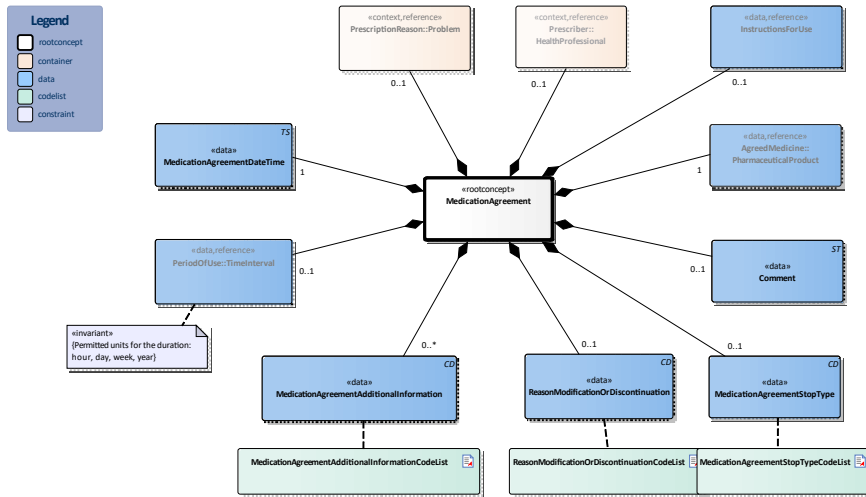 Legend
rootconcept
container
data
codelist
constraint
«context,reference»
PrescriptionReason::Problem
0..1
«context,reference»
Prescriber::
HealthProfessional
0..1
«data,reference»
InstructionsForUse
0..1
TS
«data»
MedicationAgreementDateTime
1
«data,reference»
AgreedMedicine::
PharmaceuticalProduct
1
«rootconcept»
MedicationAgreement
«data,reference»
PeriodOfUse::TimeInterval
0..1
ST
«data»
Comment
0..1
«invariant»
{Permitted units for the duration:
hour, day, week, year}
0..*
CD
«data»
MedicationAgreementAdditionalInformation
0..1
CD
«data»
ReasonModificationOrDiscontinuation
0..1
CD
«data»
MedicationAgreementStopType
MedicationAgreementAdditionalInformationCodeList
ReasonModificationOrDiscontinuationCodeList
MedicationAgreementStopTypeCodeList